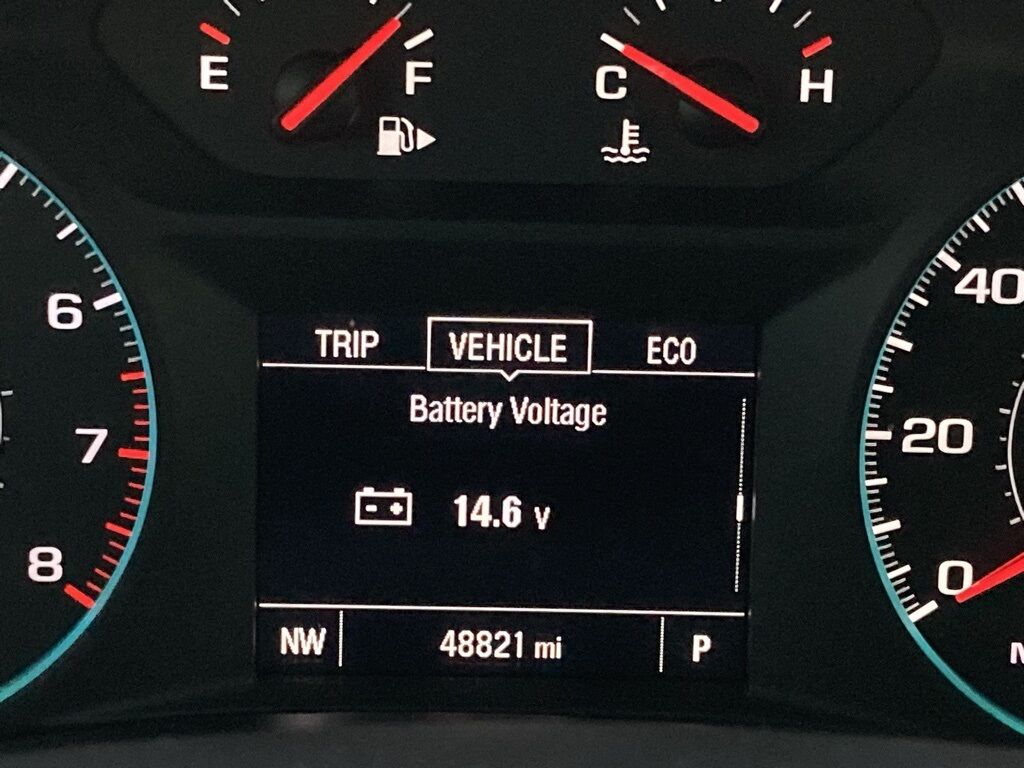 E F
C H
6
7
8
40
20
0
TRIP VEHICLE ECO
Battery Voltage
14.6 V
NW 48821 mi P